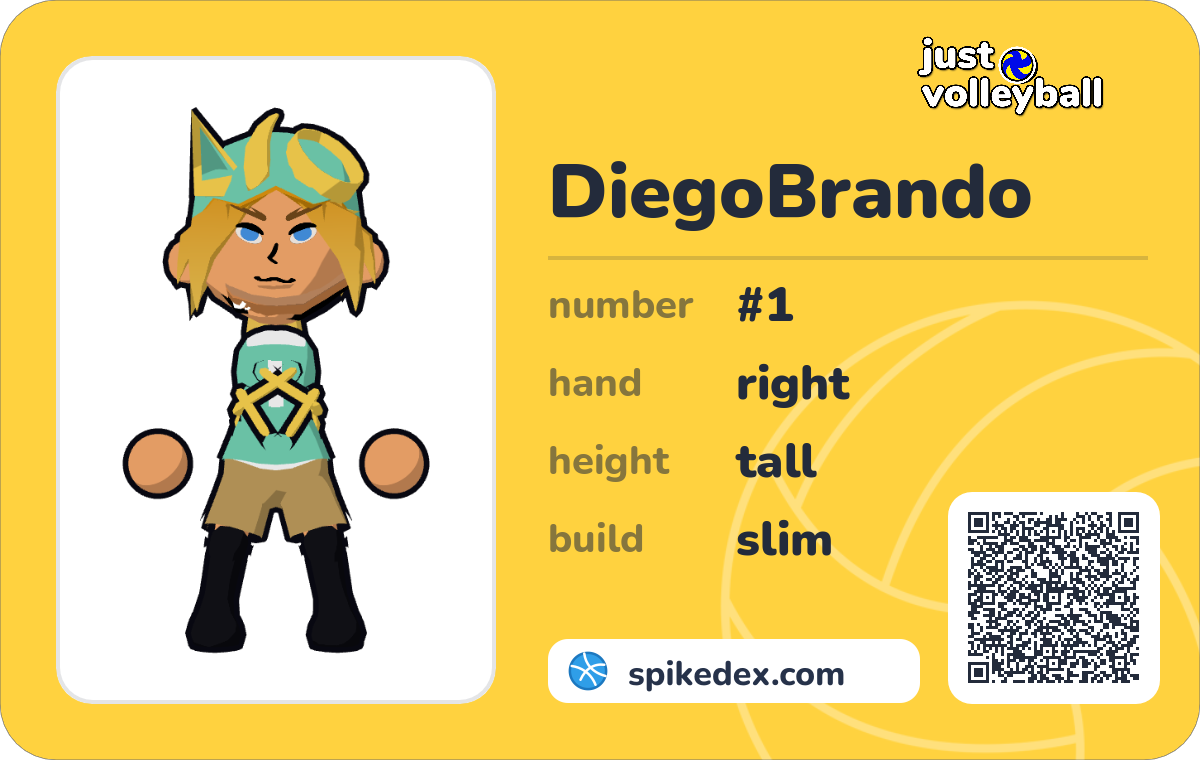 just
volleyball
DiegoBrando
number #1
hand right
height tall
build slim
spikedex.com